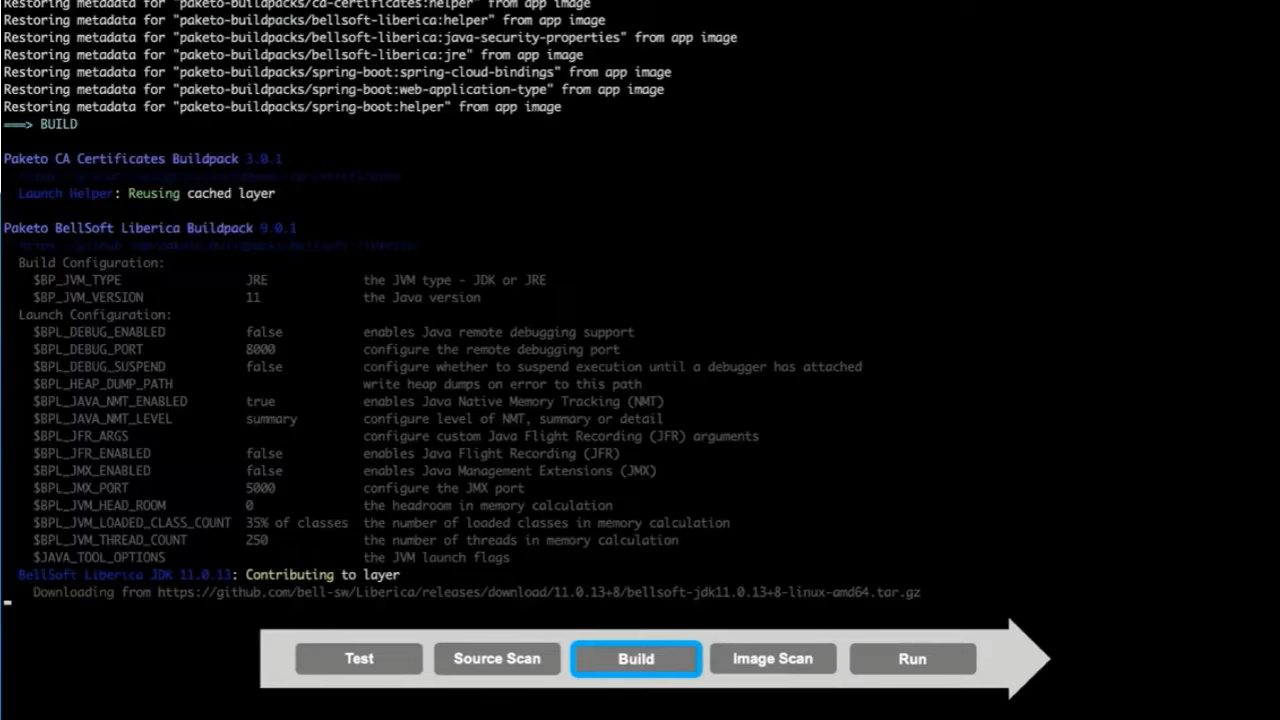 Restoring metadata for "paketo-buildpacks/ca-certificates:helper" from app image
Restoring metadata for "paketo-buildpacks/bellsoft-liberica:helper" from app image
Restoring metadata for "paketo-buildpacks/bellsoft-liberica:java-security-properties" from app image
Restoring metadata for "paketo-buildpacks/bellsoft-liberica:jre" from app image
Restoring metadata for "paketo-buildpacks/spring-boot:spring-cloud-bindings" from app image
Restoring metadata for "paketo-buildpacks/spring-boot:web-application-type" from app image
Restoring metadata for "paketo-buildpacks/spring-boot:helper" from app image
===> BUILD
Paketo CA Certificates Buildpack 3.0.1
Launch Helper: Reusing cached layer
Paketo BellSoft Liberica Buildpack 9.0.1
Build Configuration:
$BP_JVM_TYPE JRE the JVM type - JDK or JRE
$BP_JVM_VERSION 11 the Java version
Launch Configuration:
$BPL_DEBUG_ENABLED false enables Java remote debugging support
$BPL_DEBUG_PORT 8000 configure the remote debugging port
$BPL_DEBUG_SUSPEND false configure whether to suspend execution until a debugger has attached
$BPL_HEAP_DUMP_PATH write heap dumps on error to this path
$BPL_JAVA_NMT_ENABLED true enables Java Native Memory Tracking (NMT)
$BPL_JAVA_NMT_LEVEL summary configure level of NMT, summary or detail
$BPL_JFR_ARGS configure custom Java Flight Recording (JFR) arguments
$BPL_JFR_ENABLED false enables Java Flight Recording (JFR)
$BPL_JMX_ENABLED false enables Java Management Extensions (JMX)
$BPL_JMX_PORT 5000 configure the JMX port
$BPL_JVM_HEAD_ROOM 0 the headroom in memory calculation
$BPL_JVM_LOADED_CLASS_COUNT 35% of classes the number of loaded classes in memory calculation
$BPL_JVM_THREAD_COUNT 250 the number of threads in memory calculation
$JAVA_TOOL_OPTIONS the JVM launch flags
BellSoft Liberica JDK 11.0.13: Contributing to layer
Downloading from https://github.com/bell-sw/Liberica/releases/download/11.0.13+8/bellsoft-jdk11.0.13+8-linux-amd64.tar.gz
Test Source Scan Build Image Scan Run